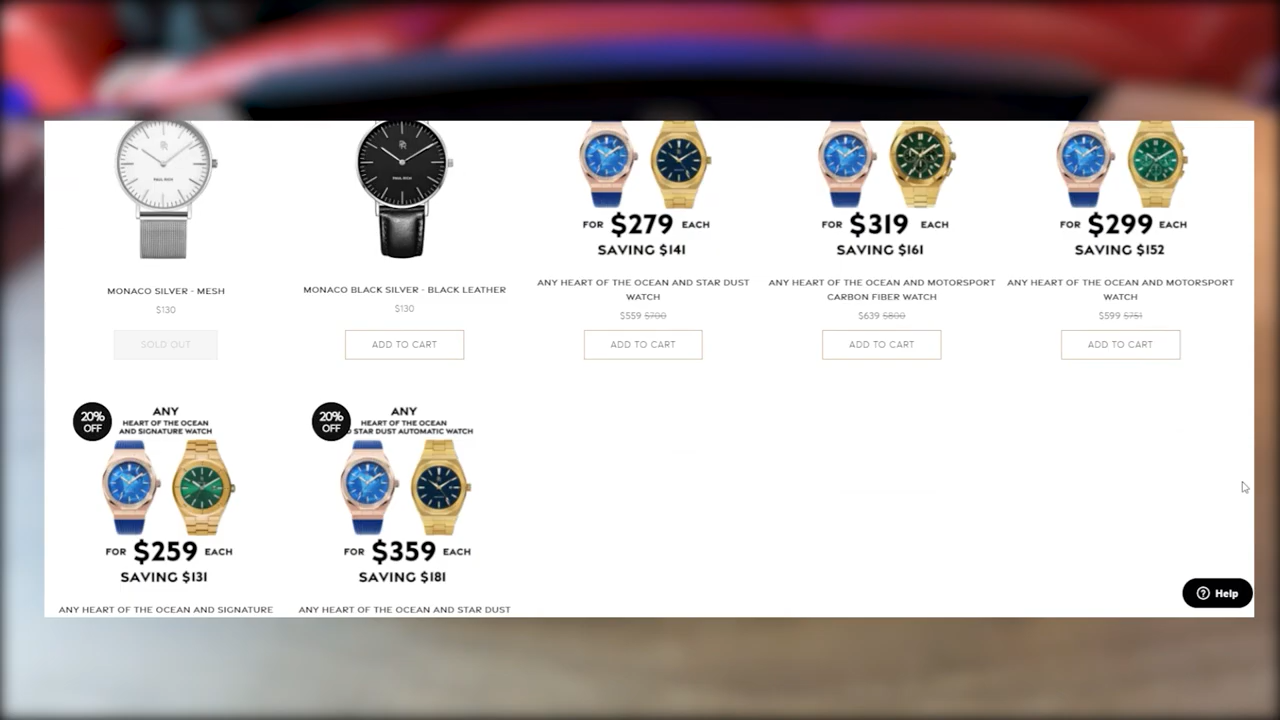 PAUL RICH
PAUL RICH
FOR $279 EACH
SAVING $141
FOR $319 EACH
SAVING $161
FOR $299 EACH
SAVING $152
MONACO SILVER - MESH
$130
SOLD OUT
MONACO BLACK SILVER - BLACK LEATHER
$130
ADD TO CART
ANY HEART OF THE OCEAN AND STAR DUST
WATCH
$559 $700
ADD TO CART
ANY HEART OF THE OCEAN AND MOTORSPORT
CARBON FIBER WATCH
$639 $800
ADD TO CART
ANY HEART OF THE OCEAN AND MOTORSPORT
WATCH
$599 $751
ADD TO CART
20%
OFF
ANY
HEART OF THE OCEAN
AND SIGNATURE WATCH
FOR $259 EACH
SAVING $131
ANY HEART OF THE OCEAN AND SIGNATURE
20%
OFF
ANY
HEART OF THE OCEAN
STAR DUST AUTOMATIC WATCH
FOR $359 EACH
SAVING $181
ANY HEART OF THE OCEAN AND STAR DUST
Help